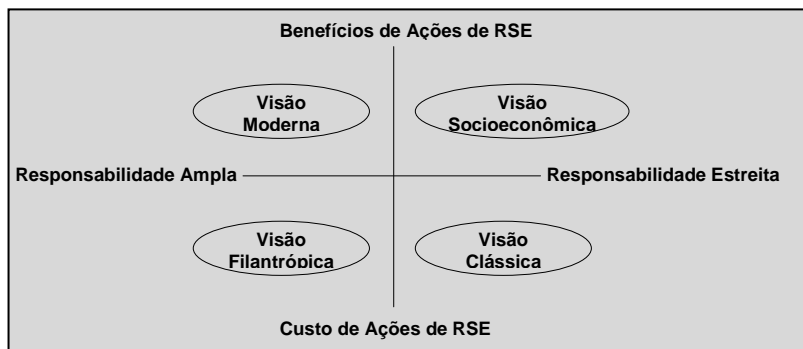 Benefícios de Ações de RSE
Visão
Moderna
Visão
Socioeconômica
Responsabilidade Ampla
Responsabilidade Estreita
Visão
Filantrópica
Visão
Clássica
Custo de Ações de RSE